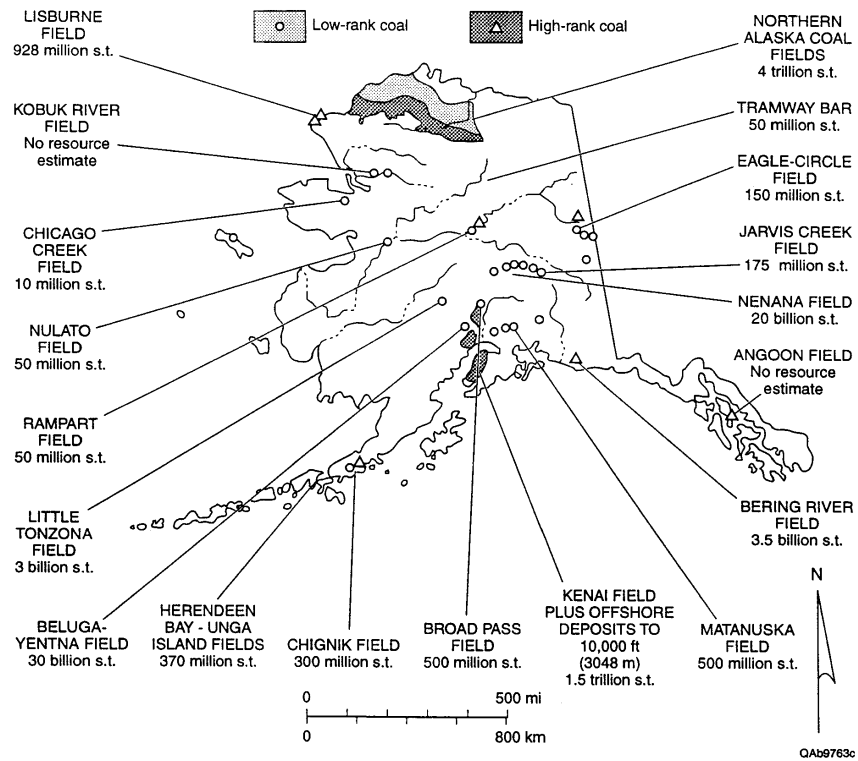 LISBURNE
FIELD
928 million s.t.
Low-rank coal
High-rank coal
NORTHERN
ALASKA COAL
FIELDS
4 trillion s.t.
KOBUK RIVER
FIELD
No resource
estimate
TRAMWAY BAR
50 million s.t.
EAGLE-CIRCLE
FIELD
150 million s.t.
CHICAGO
CREEK
FIELD
10 million s.t.
JARVIS CREEK
FIELD
175 million s.t.
NENANA FIELD
20 billion s.t.
NULATO
FIELD
50 million s.t.
ANGOON FIELD
No resource
estimate
RAMPART
FIELD
50 million s.t.
LITTLE
TONZONA
FIELD
3 billion s.t.
BERING RIVER
FIELD
3.5 billion s.t.
BELUGA-
YENTNA FIELD
30 billion s.t.
HERENDEEN
BAY - UNGA
ISLAND FIELDS
370 million s.t.
CHIGNIK FIELD
300 million s.t.
BROAD PASS
FIELD
500 million s.t.
KENAI FIELD
PLUS OFFSHORE
DEPOSITS TO
10,000 ft
(3048 m)
1.5 trillion s.t.
MATANUSKA
FIELD
500 million s.t.
N
0 500 mi
0 800 km
QAb9763c